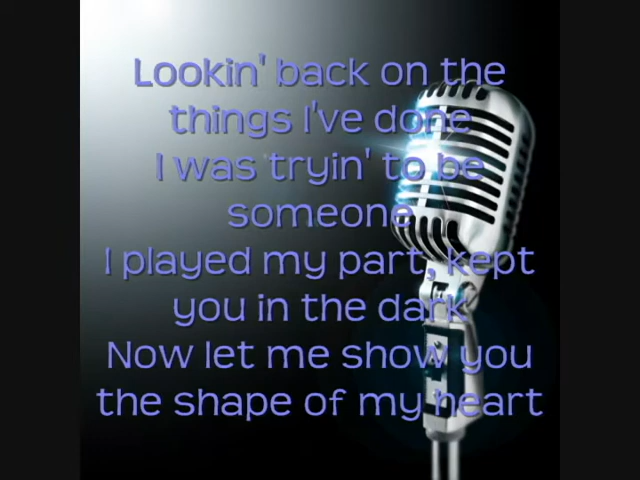 Lookin' back on the
things I've done
I was tryin' to be
someone
I played my part, kept
you in the dark
Now let me show you
the shape of my heart